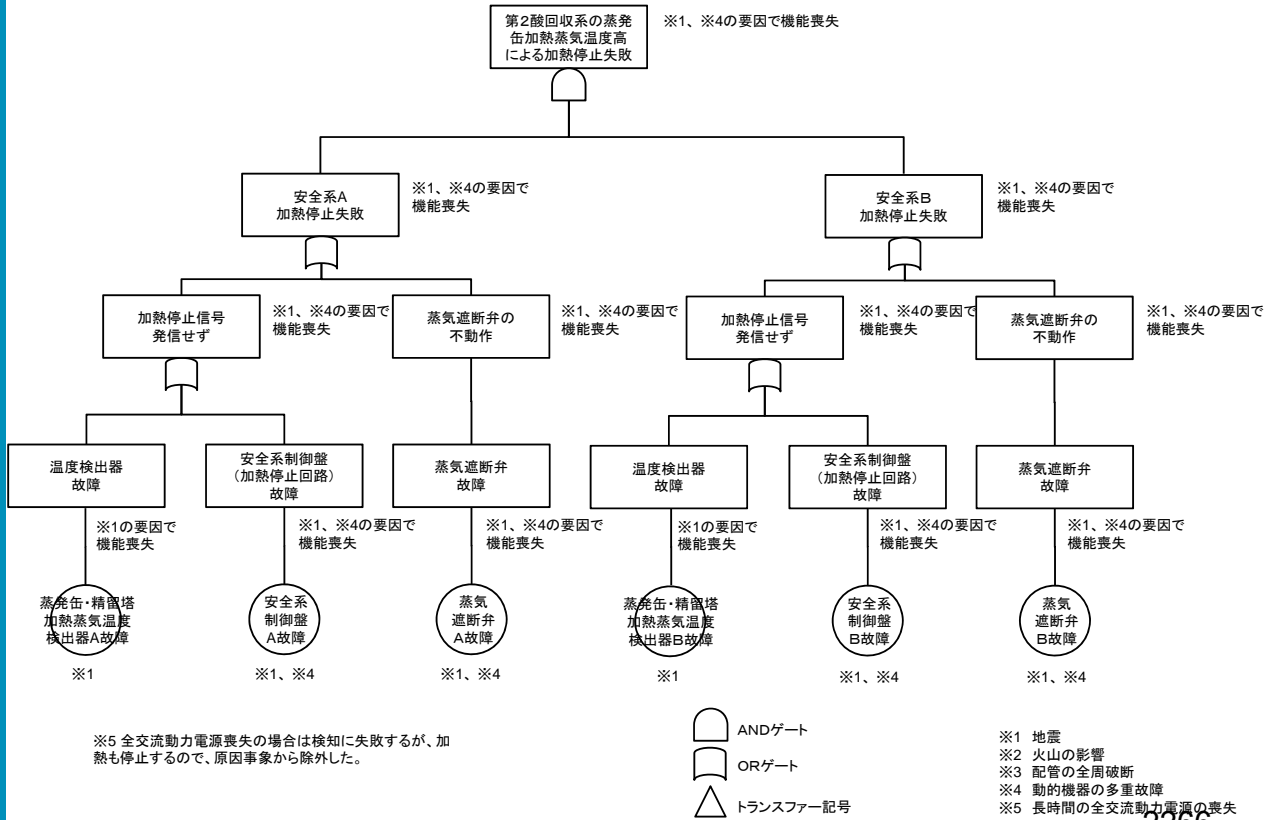 第2酸回収系の蒸発
缶加熱蒸気温度高
による加熱停止失敗
※1、※4の要因で機能喪失
安全系A
加熱停止失敗
※1、※4の要因で
機能喪失
安全系B
加熱停止失敗
※1、※4の要因で
機能喪失
加熱停止信号
発信せず
※1、※4の要因で
機能喪失
蒸気遮断弁の
不動作
※1、※4の要因で
機能喪失
加熱停止信号
発信せず
※1、※4の要因で
機能喪失
蒸気遮断弁の
不動作
※1、※4の要因で
機能喪失
温度検出器
故障
※1の要因で
機能喪失
安全系制御盤
(加熱停止回路)
故障
※1、※4の要因で
機能喪失
蒸気遮断弁
故障
※1、※4の要因で
機能喪失
温度検出器
故障
※1の要因で
機能喪失
安全系制御盤
(加熱停止回路)
故障
※1、※4の要因で
機能喪失
蒸気遮断弁
故障
※1、※4の要因で
機能喪失
蒸発缶・精留塔
加熱蒸気温度
検出器A故障
※1
安全系
制御盤
A故障
※1、※4
蒸気
遮断弁
A故障
※1、※4
蒸発缶・精留塔
加熱蒸気温度
検出器B故障
※1
安全系
制御盤
B故障
※1、※4
蒸気
遮断弁
B故障
※1、※4
※5 全交流動力電源喪失の場合は検知に失敗するが、加
熱も停止するので、原因事象から除外した。
ANDゲート
ORゲート
トランスファー記号
※1 地震
※2 火山の影響
※3 配管の全周破断
※4 動的機器の多重故障
※5 長時間の全交流動力電源の喪失
2266